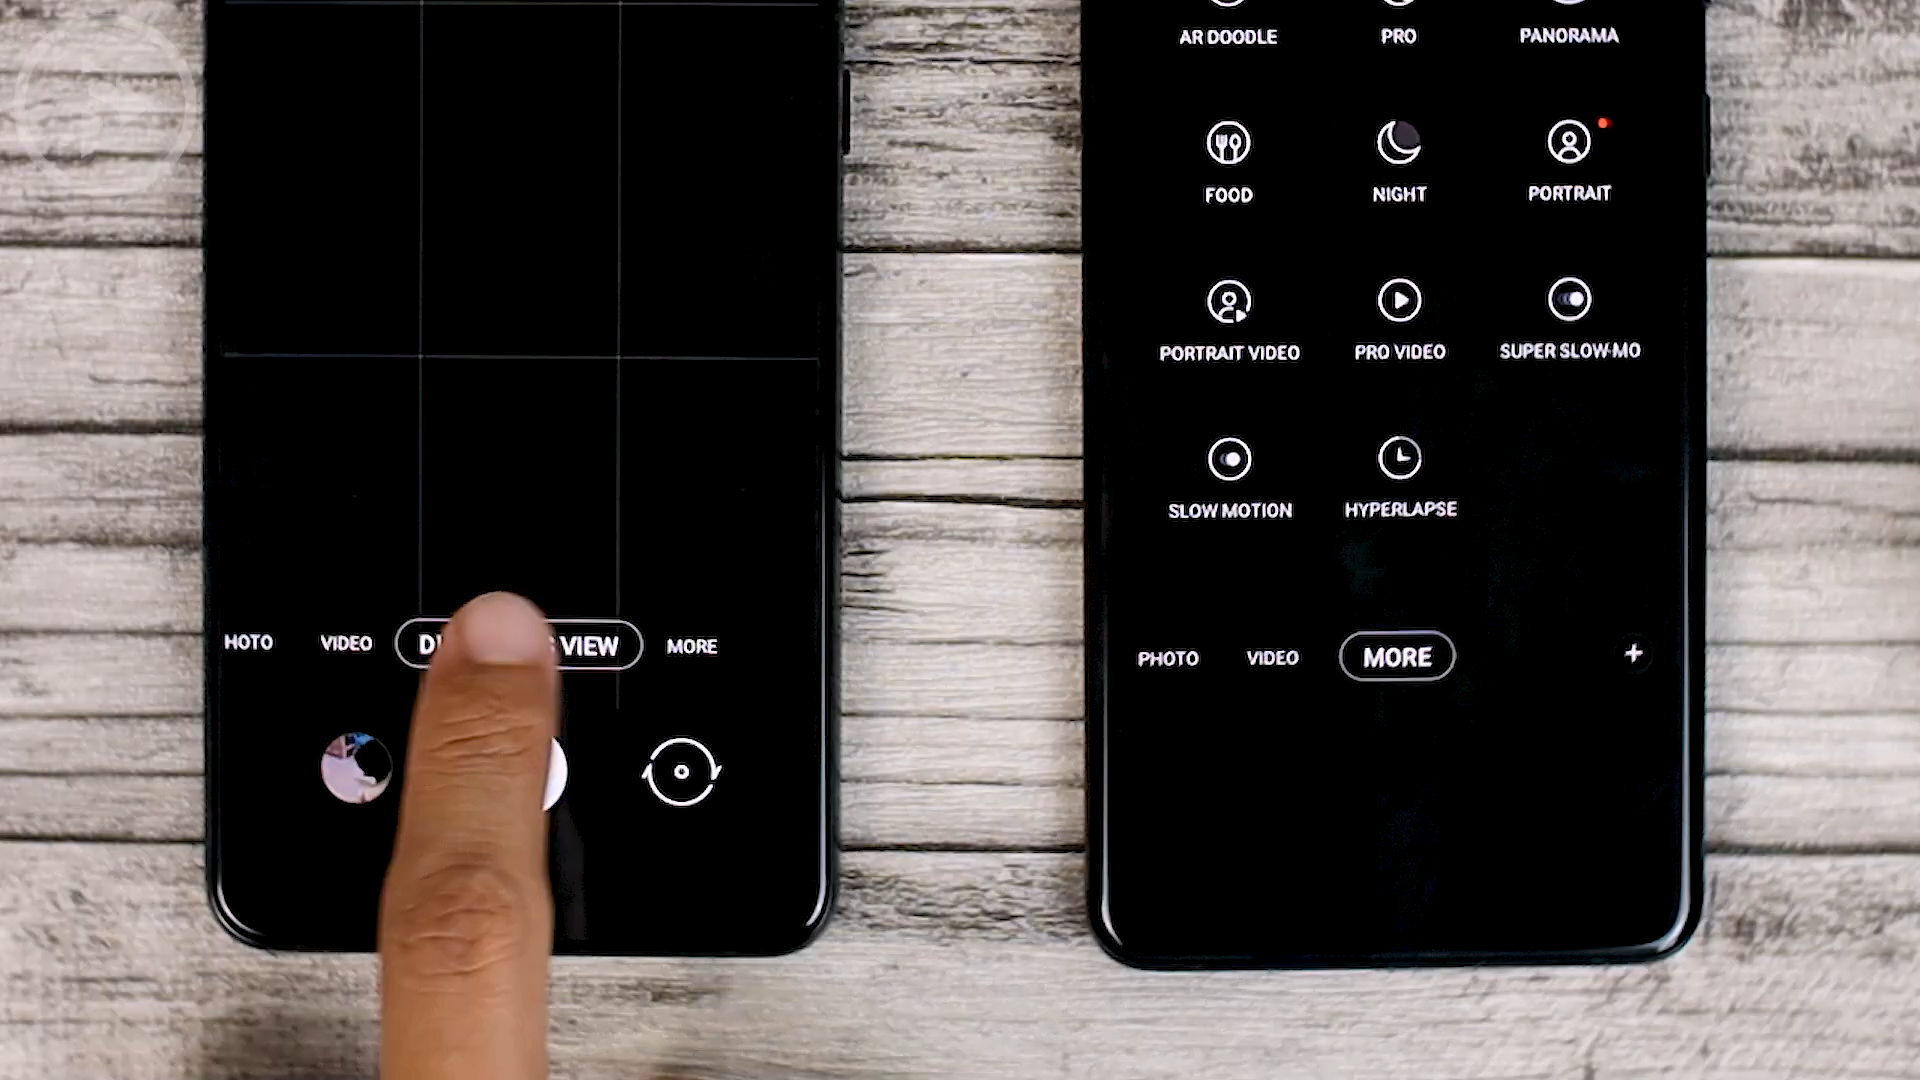 HOTO VIDEO VIEW MORE
AR DOODLE PRO PANORAMA
FOOD NIGHT PORTRAIT
PORTRAIT VIDEO PRO VIDEO SUPER SLOW-MO
SLOW MOTION HYPERLAPSE
PHOTO VIDEO MORE +